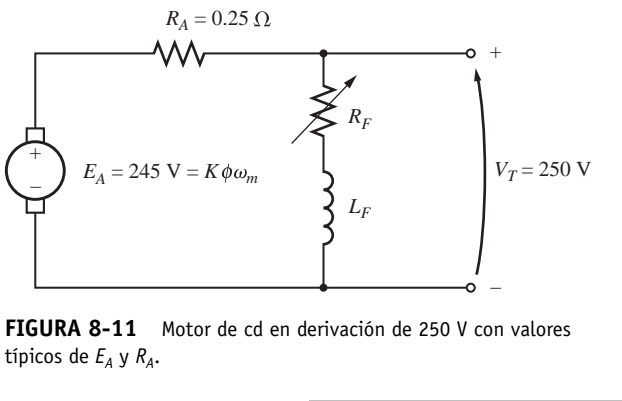 R_A = 0.25 Ω
+
R_F
+
−
E_A = 245 V = Kϕω_m
V_T = 250 V
L_F
−
FIGURA 8-11 Motor de cd en derivación de 250 V con valores
típicos de E_A y R_A.